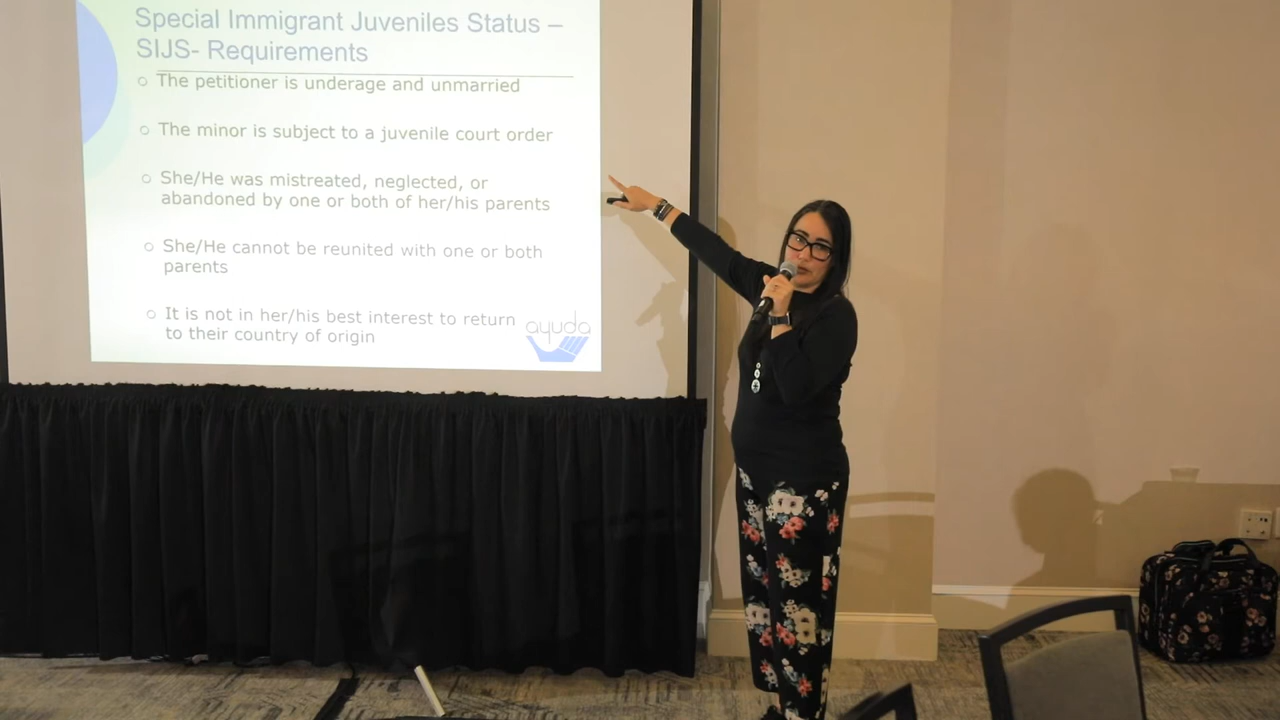 Special Immigrant Juveniles Status –
SIJS- Requirements
The petitioner is underage and unmarried
The minor is subject to a juvenile court order
She/He was mistreated, neglected, or
abandoned by one or both of her/his parents
She/He cannot be reunited with one or both
parents
It is not in her/his best interest to return
to their country of origin
ayuda